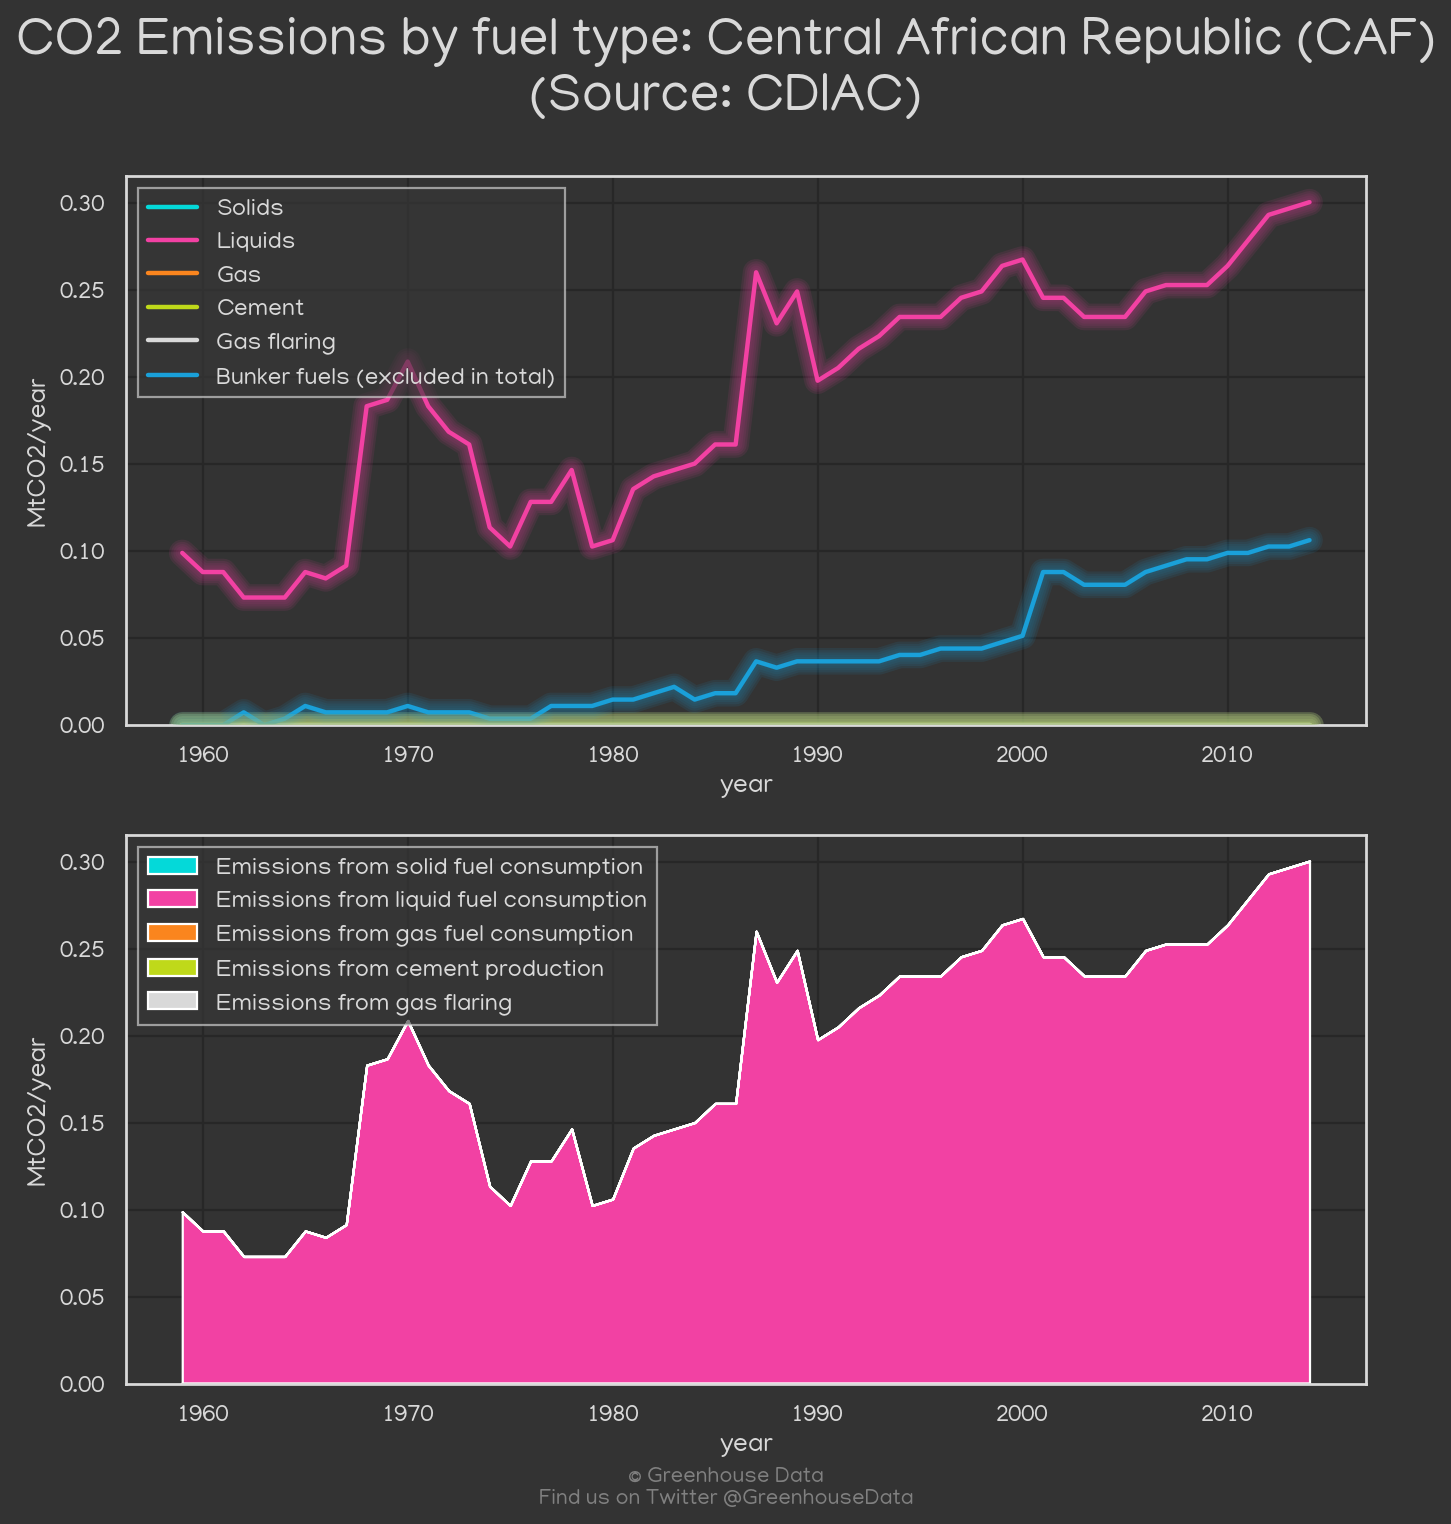 CO2 Emissions by fuel type: Central African Republic (CAF)
(Source: CDIAC)
MtCO2/year
0.30
0.25
0.20
0.15
0.10
0.05
0.00
Solids
Liquids
Gas
Cement
Gas flaring
Bunker fuels (excluded in total)
1960 1970 1980 1990 2000 2010
year
MtCO2/year
0.30
0.25
0.20
0.15
0.10
0.05
0.00
Emissions from solid fuel consumption
Emissions from liquid fuel consumption
Emissions from gas fuel consumption
Emissions from cement production
Emissions from gas flaring
1960 1970 1980 1990 2000 2010
year
© Greenhouse Data
Find us on Twitter @GreenhouseData